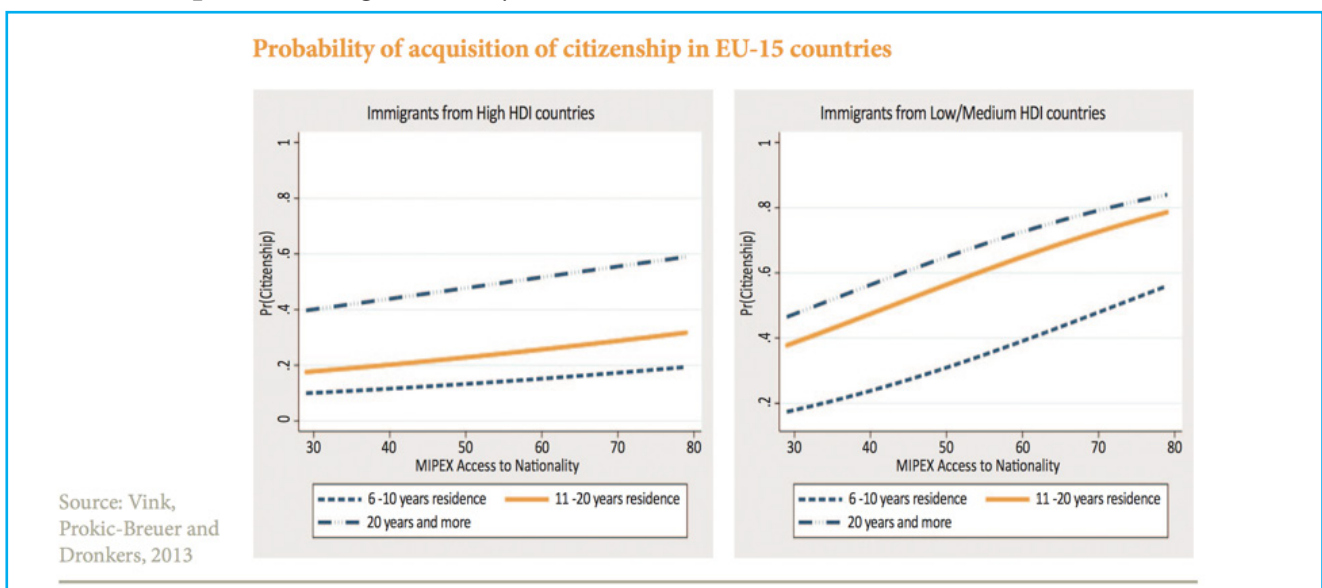 Probability of acquisition of citizenship in EU-15 countries
Immigrants from High HDI countries
Pr(Citizenship)
1
.8
.6
.4
.2
0
30 40 50 60 70 80
MIPEX Access to Nationality
6 -10 years residence 11 -20 years residence
20 years and more
Immigrants from Low/Medium HDI countries
Pr(Citizenship)
1
.8
.6
.4
.2
30 40 50 60 70 80
MIPEX Access to Nationality
6 -10 years residence 11 -20 years residence
20 years and more
Source: Vink,
Prokic-Breuer and
Dronkers, 2013